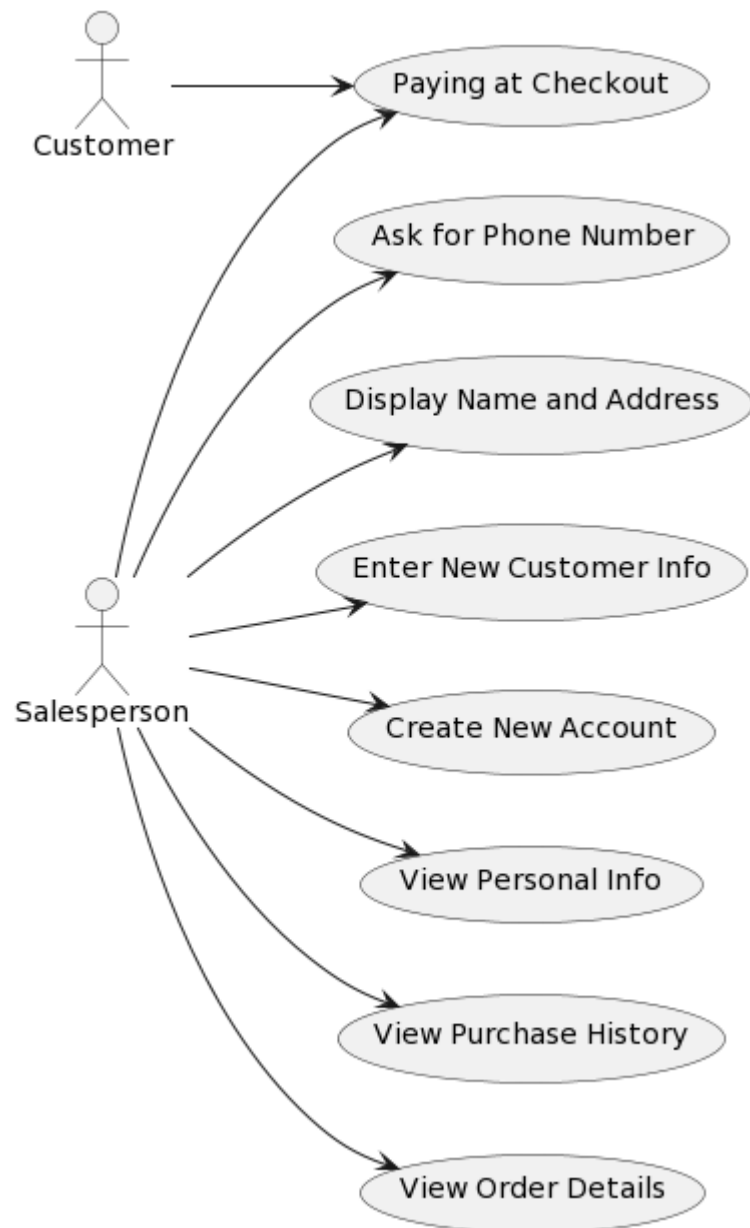 Paying at Checkout
Customer
Ask for Phone Number
Display Name and Address
Enter New Customer Info
Salesperson
Create New Account
View Personal Info
View Purchase History
View Order Details